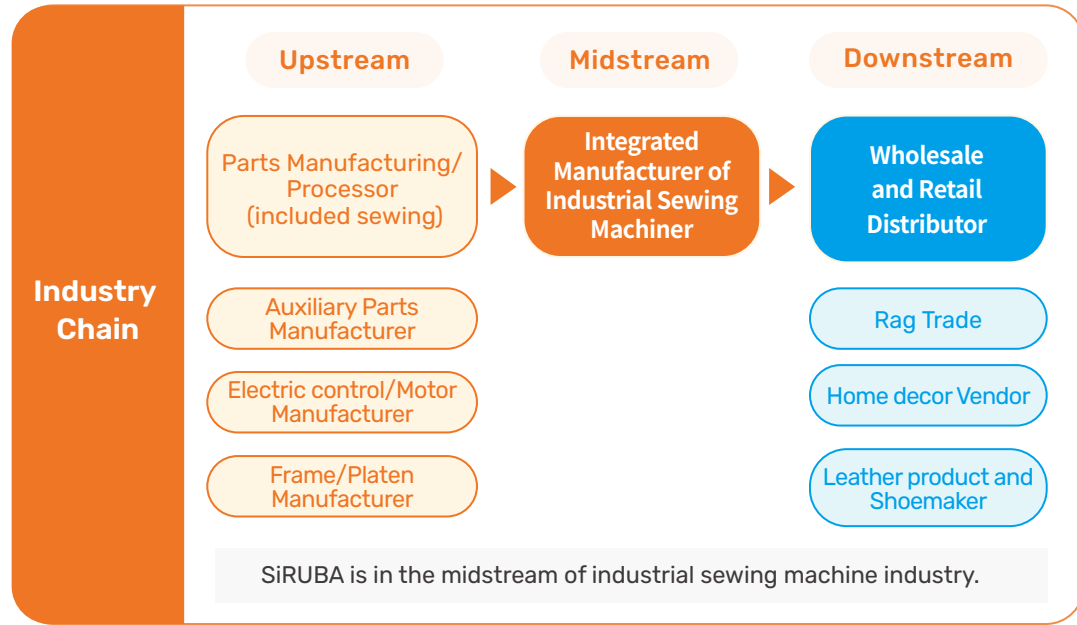 Industry
Chain
Upstream
Midstream
Downstream
Parts Manufacturing/
Processor
(included sewing)
Integrated
Manufacturer of
Industrial Sewing
Machiner
Wholesale
and Retail
Distributor
Auxiliary Parts
Manufacturer
Electric control/Motor
Manufacturer
Frame/Platen
Manufacturer
Rag Trade
Home decor Vendor
Leather product and
Shoemaker
SiRUBA is in the midstream of industrial sewing machine industry.